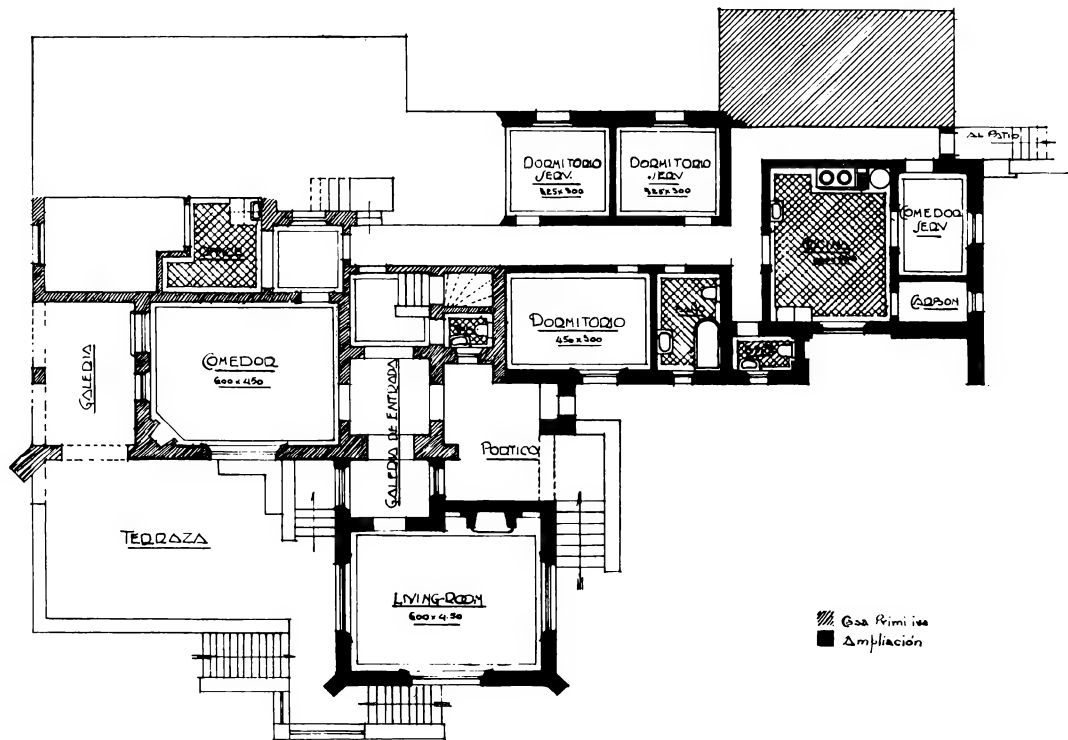 DORMITORIO
SERV.
325 x 300
DORMITORIO
SERV.
325 x 300
AL PATIO
COMEDOR
SERV
CARBON
DORMITORIO
450 x 300
COMEDOR
600 x 450
GALERIA
GALERIA DE ENTRADA
PORTICO
TERRAZA
LIVING-ROOM
600 x 4.50
Casa Primitiva
Ampliación